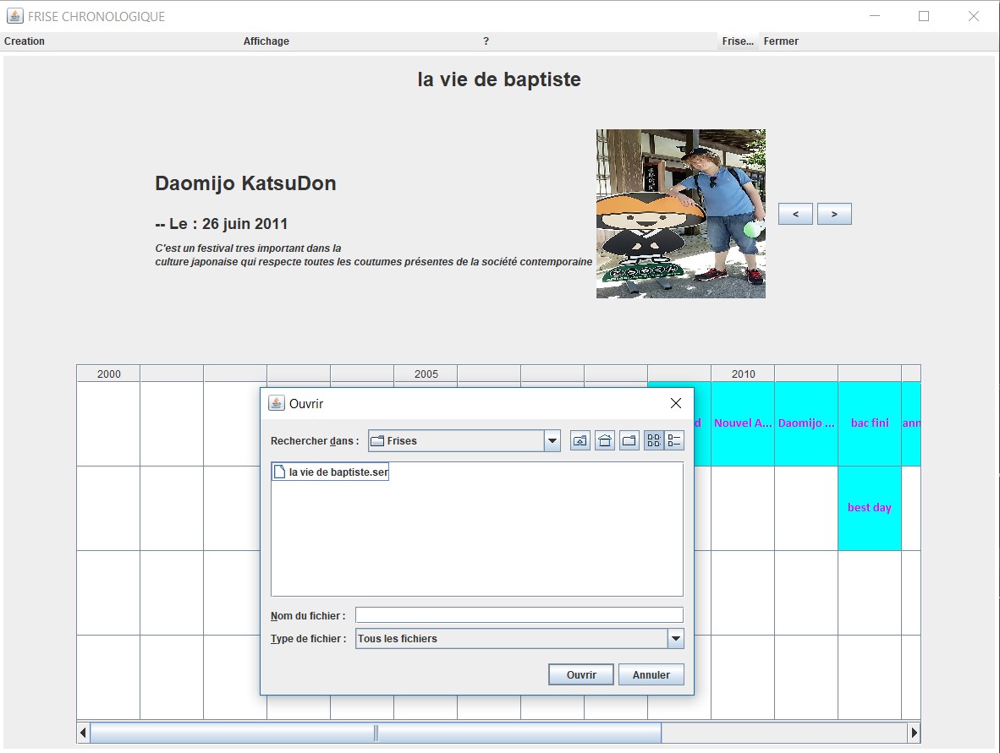 FRISE CHRONOLOGIQUE
Creation Affichage ? Frise... Fermer
la vie de baptiste
Daomijo KatsuDon
-- Le : 26 juin 2011
C'est un festival tres important dans la
culture japonaise qui respecte toutes les coutumes présentes de la société contemporaine
< >
2000 2005 2010
Ouvrir
Rechercher dans : Frises
d Nouvel A... Daomijo ... bac fini ann
la vie de baptiste.ser
best day
Nom du fichier :
Type de fichier : Tous les fichiers
Ouvrir Annuler